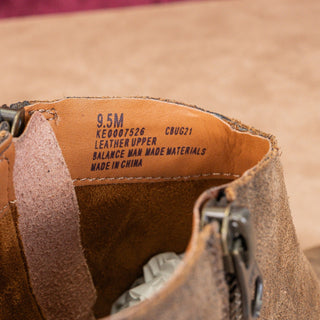 9.5M
KE0007526 CBUG21
LEATHER UPPER
BALANCE MAN MADE MATERIALS
MADE IN CHINA